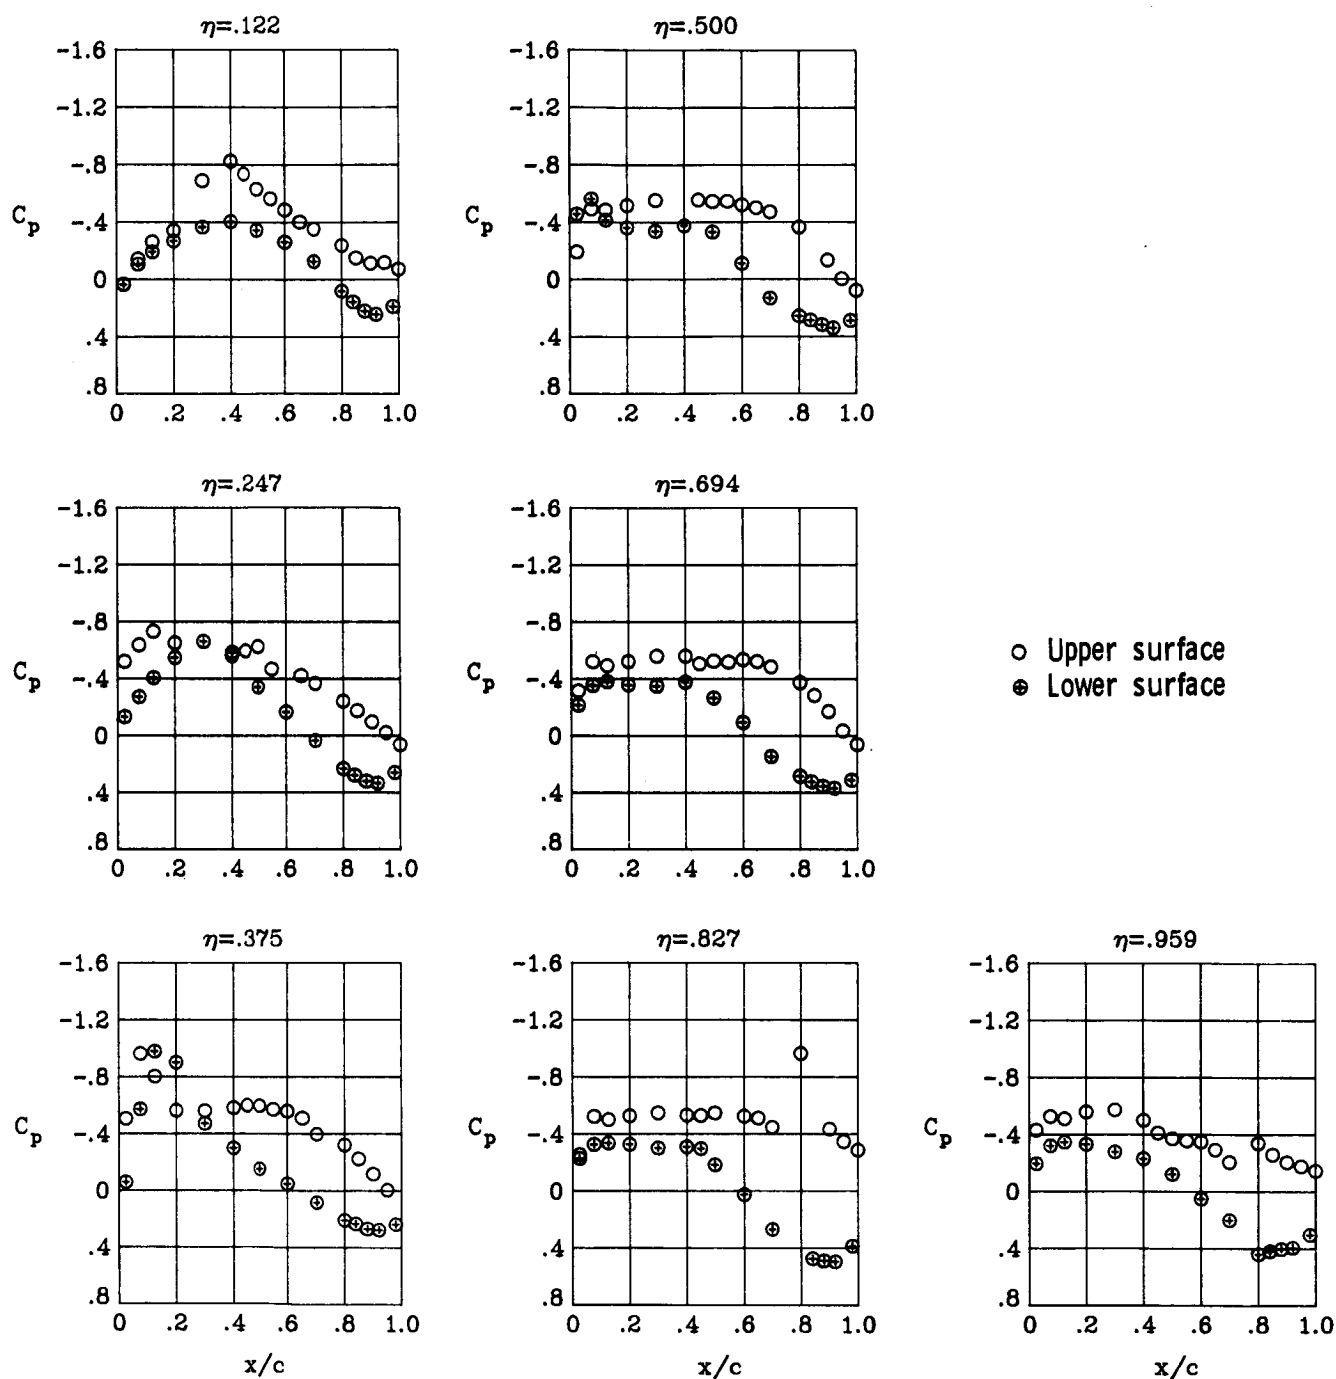 η=.122
-1.6
-1.2
-.8
-.4
0
.4
.8
C_p
0 .2 .4 .6 .8 1.0
η=.500
-1.6
-1.2
-.8
-.4
0
.4
.8
C_p
0 .2 .4 .6 .8 1.0
η=.247
-1.6
-1.2
-.8
-.4
0
.4
.8
C_p
0 .2 .4 .6 .8 1.0
η=.694
-1.6
-1.2
-.8
-.4
0
.4
.8
C_p
0 .2 .4 .6 .8 1.0
Upper surface
Lower surface
η=.375
-1.6
-1.2
-.8
-.4
0
.4
.8
C_p
0 .2 .4 .6 .8 1.0
x/c
η=.827
-1.6
-1.2
-.8
-.4
0
.4
.8
C_p
0 .2 .4 .6 .8 1.0
x/c
η=.959
-1.6
-1.2
-.8
-.4
0
.4
.8
C_p
0 .2 .4 .6 .8 1.0
x/c